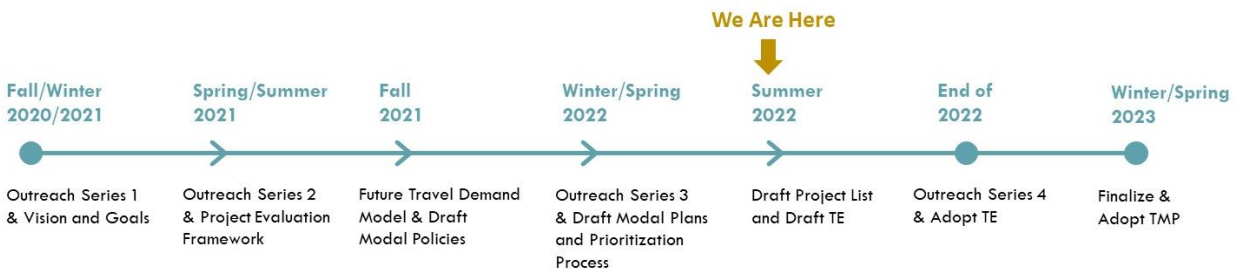 We Are Here
Fall/Winter
2020/2021
Spring/Summer
2021
Fall
2021
Winter/Spring
2022
Summer
2022
End of
2022
Winter/Spring
2023
Outreach Series 1
& Vision and Goals
Outreach Series 2
& Project Evaluation
Framework
Future Travel Demand
Model & Draft
Modal Policies
Outreach Series 3
& Draft Modal Plans
and Prioritization
Process
Draft Project List
and Draft TE
Outreach Series 4
& Adopt TE
Finalize &
Adopt TMP